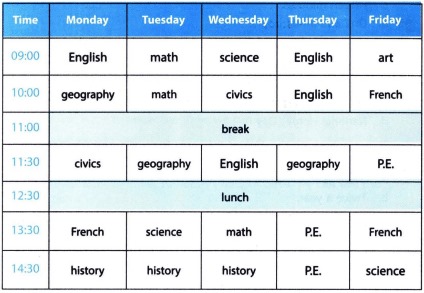 Time Monday Tuesday Wednesday Thursday Friday
09:00 English math science English art
10:00 geography math civics English French
11:00 break
11:30 civics geography English geography P.E.
12:30 lunch
13:30 French science math P.E. French
14:30 history history history P.E. science